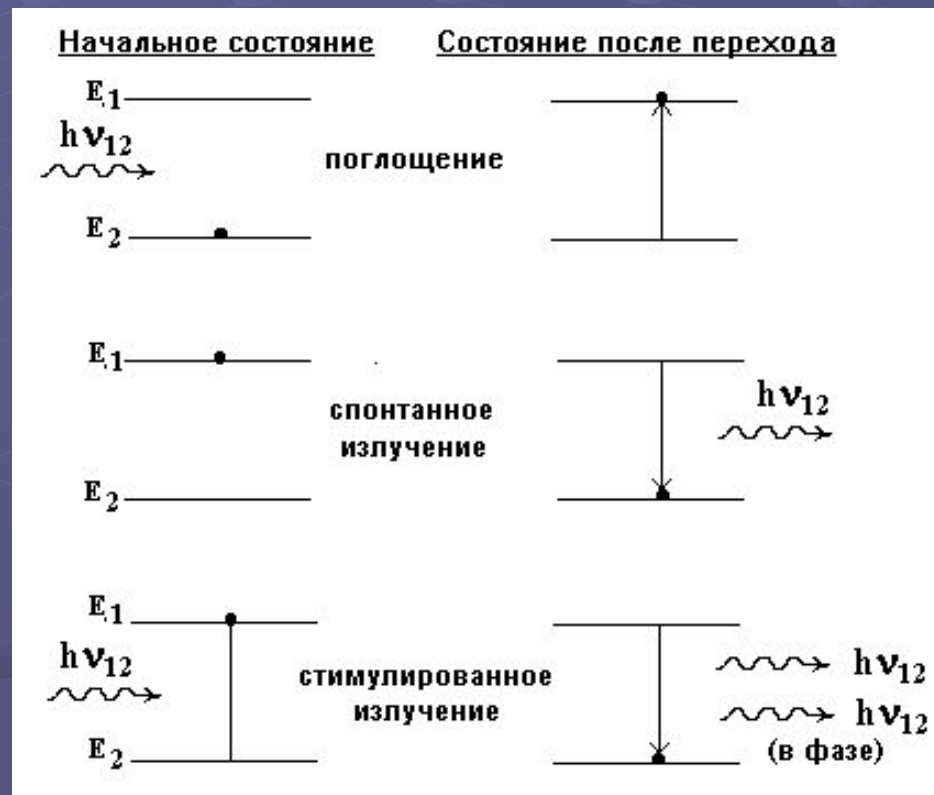 Начальное состояние Состояние после перехода
E1
hν12
поглощение
E2
E1
спонтанное
излучение
hν12
E2
E1
hν12
стимулированное
излучение
hν12
hν12
(в фазе)
E2